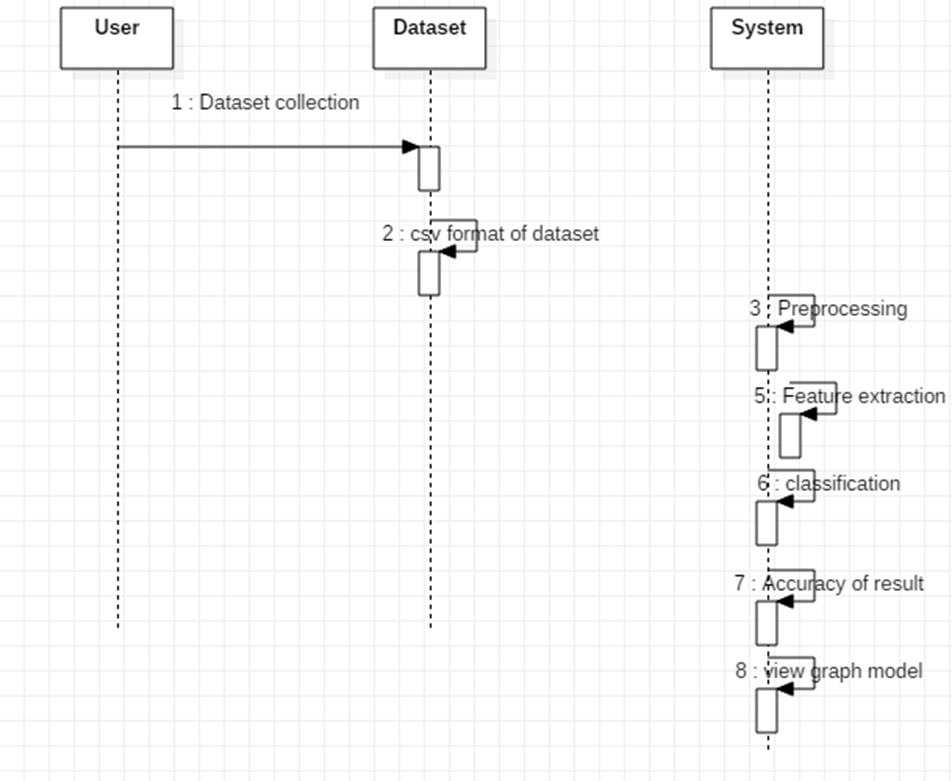 User
Dataset
System
1 : Dataset collection
2 : csv format of dataset
3 : Preprocessing
5 : Feature extraction
6 : classification
7 : Accuracy of result
8 : view graph model